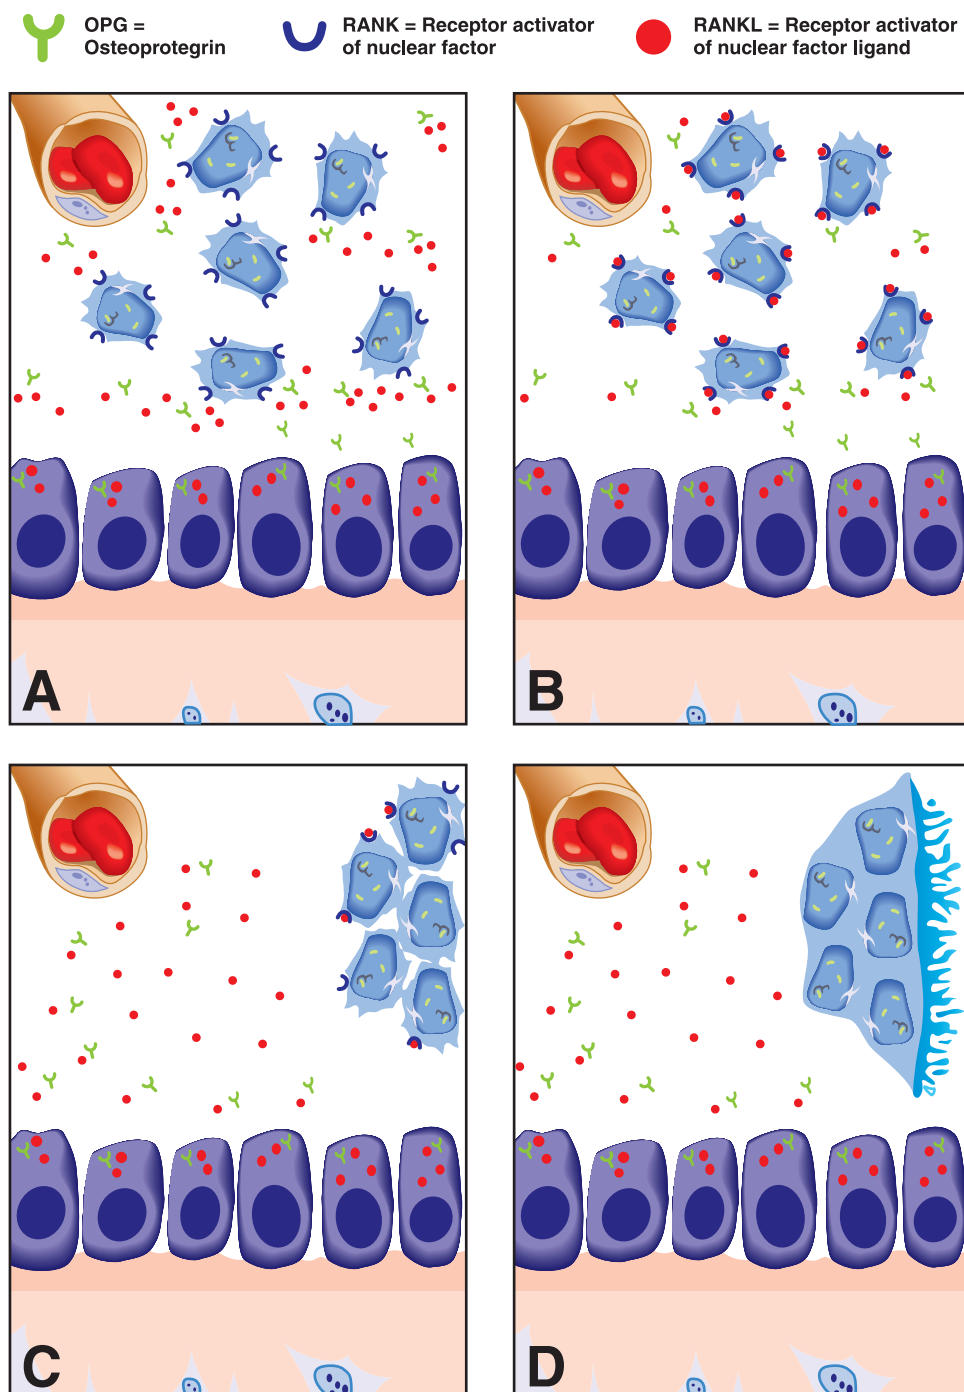 OPG =
Osteoprotegrin
RANK = Receptor activator
of nuclear factor
RANKL = Receptor activator
of nuclear factor ligand
A
B
C
D